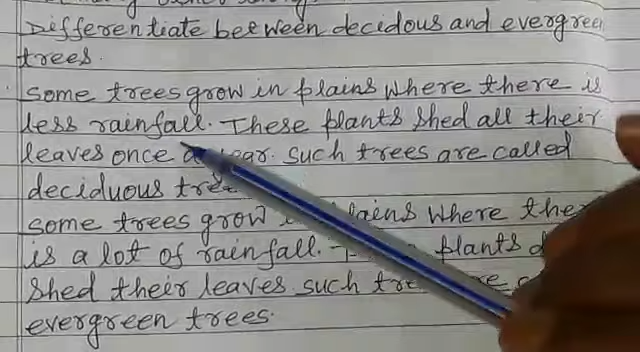 Differentiate between decidous and evergreen
trees.
Some trees grow in plains where there is
less rainfall. These plants shed all their
leaves once a year. Such trees are called
deciduous
some trees grow plains where
is a lot of rainfall. plants
shed their leaves such
evergreen trees.